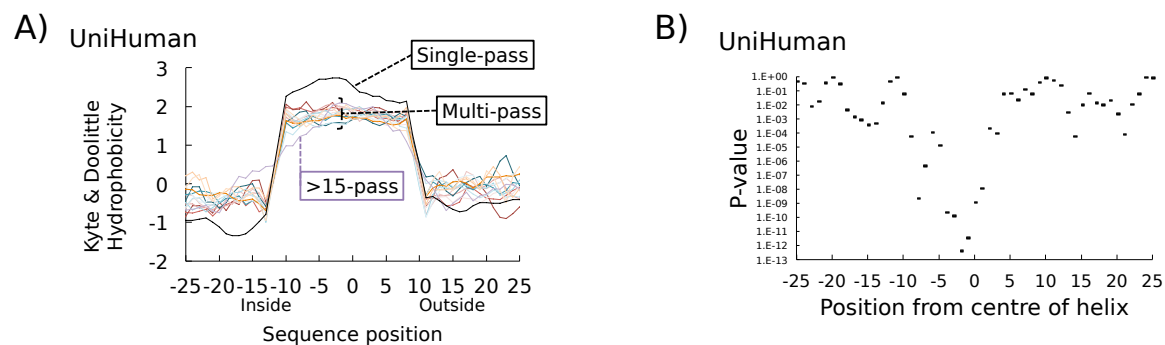 A)
UniHuman
Kyte & Doolittle
Hydrophobicity
3
2
1
0
-1
-2
Single-pass
Multi-pass
>15-pass
-25 -20 -15 -10 -5 0 5 10 15 20 25
Inside Outside
Sequence position
B)
UniHuman
P-value
1.E+00
1.E-01
1.E-02
1.E-03
1.E-04
1.E-05
1.E-06
1.E-07
1.E-08
1.E-09
1.E-10
1.E-11
1.E-12
1.E-13
-25 -20 -15 -10 -5 0 5 10 15 20 25
Position from centre of helix